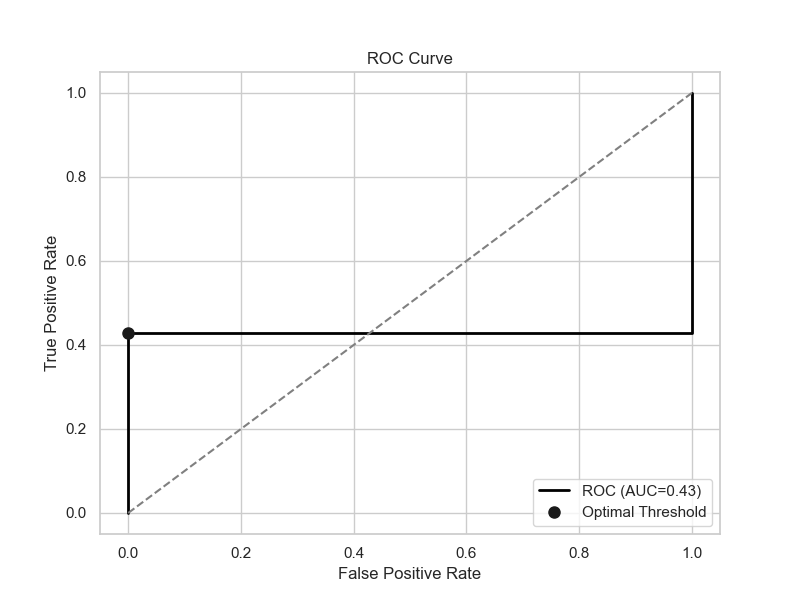 ROC Curve
True Positive Rate
1.0
0.8
0.6
0.4
0.2
0.0
0.0 0.2 0.4 0.6 0.8 1.0
False Positive Rate
ROC (AUC=0.43)
Optimal Threshold